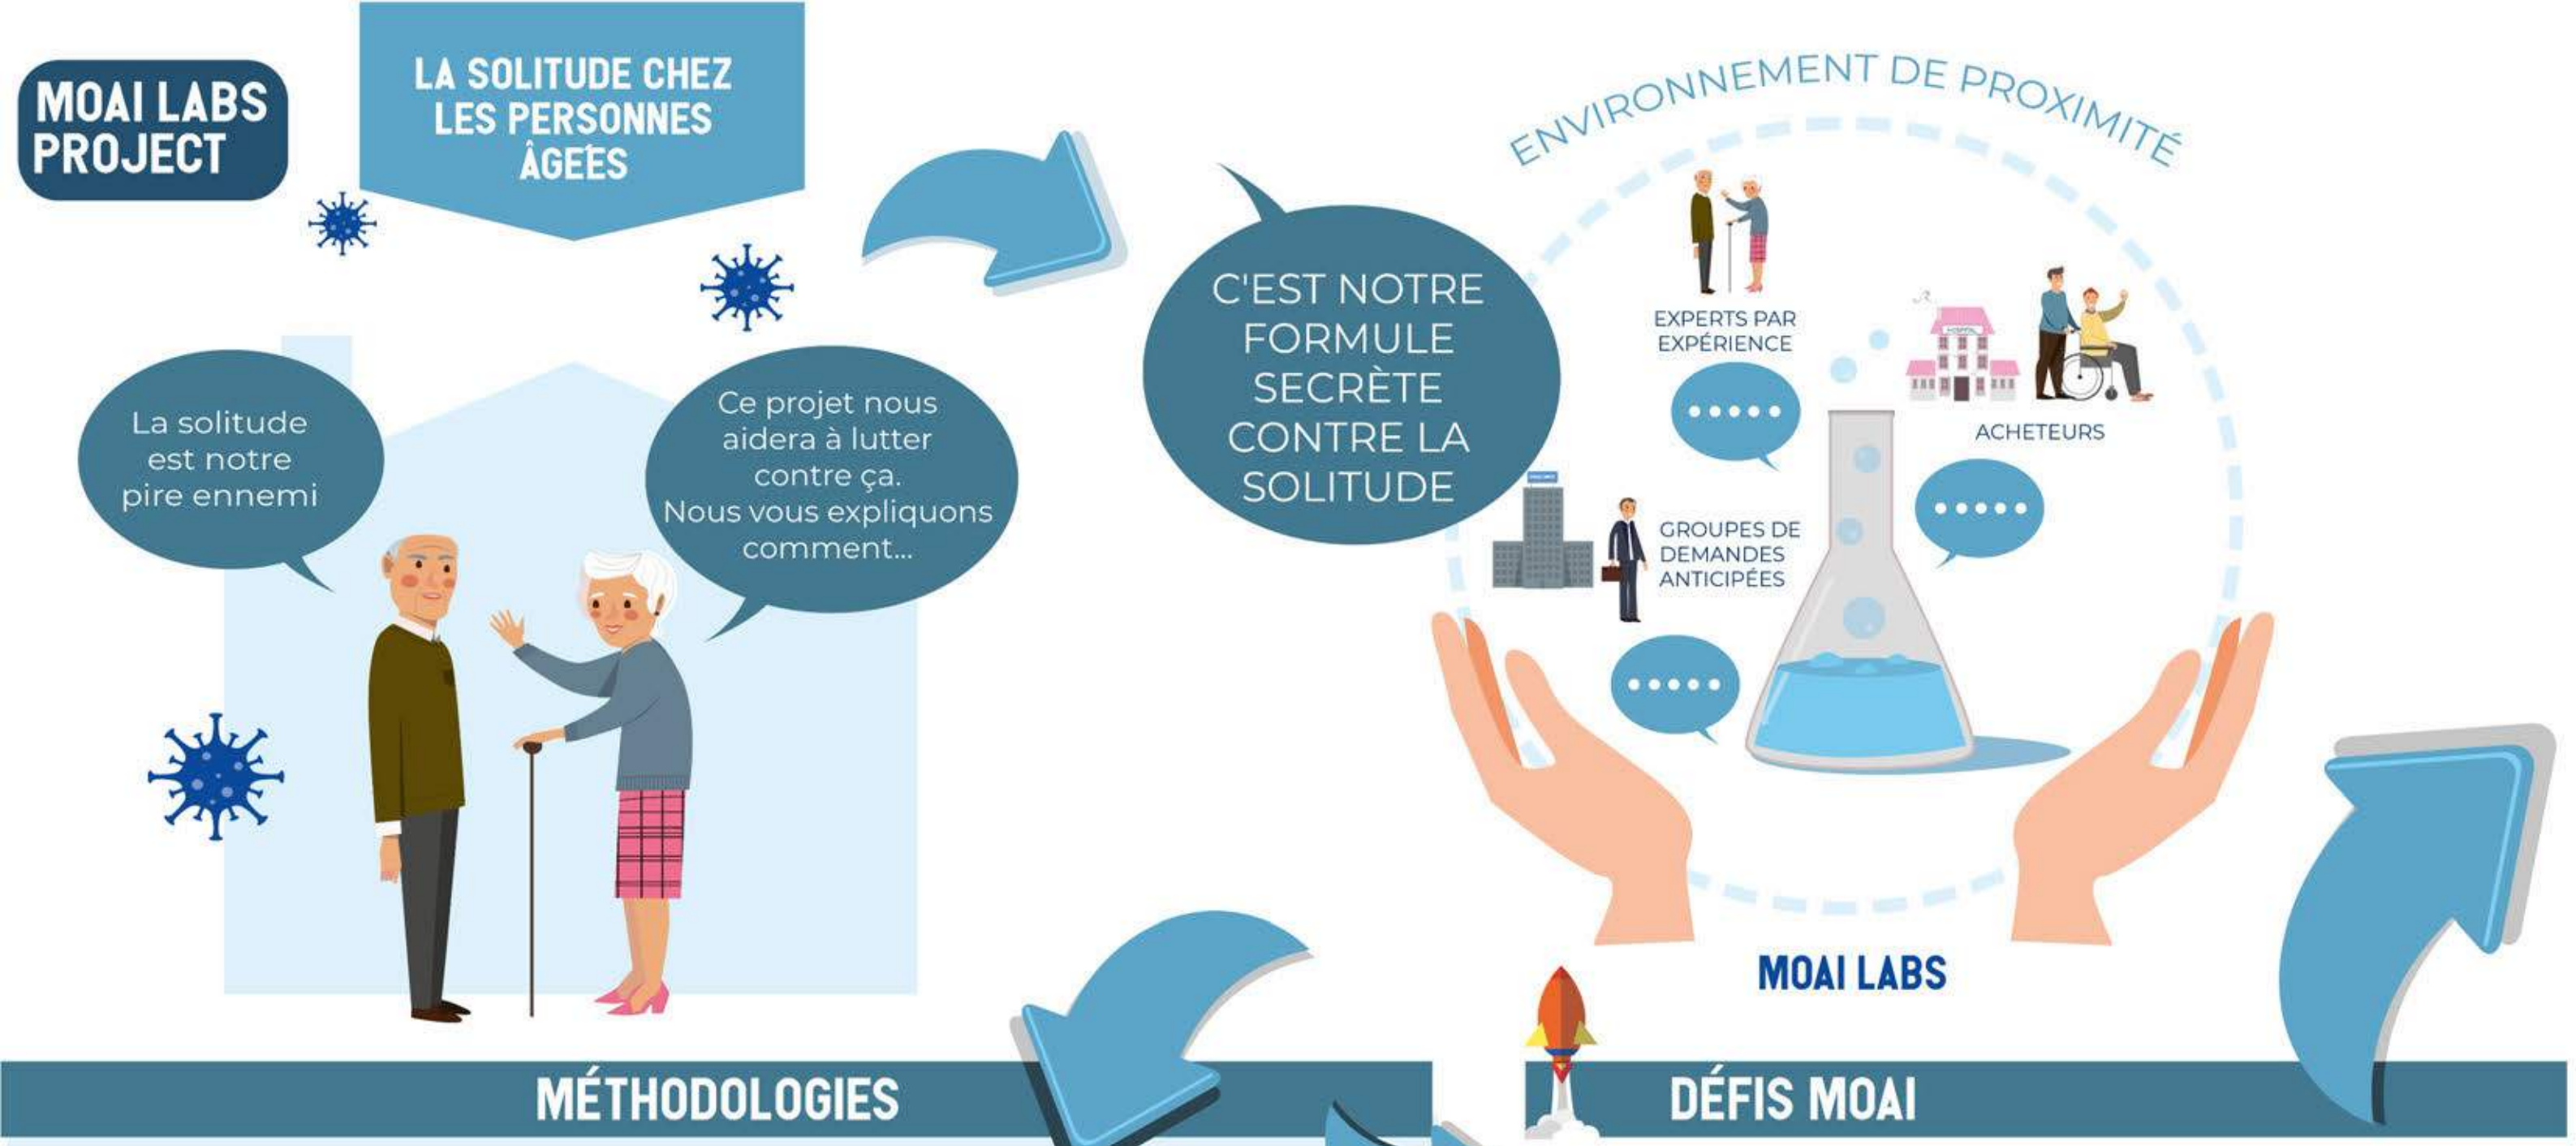 MOAI LABS
PROJECT
LA SOLITUDE CHEZ
LES PERSONNES
ÂGEÉS
La solitude
est notre
pire ennemi
Ce projet nous
aidera à lutter
contre ça.
Nous vous expliquons
comment...
C'EST NOTRE
FORMULE
SECRÈTE
CONTRE LA
SOLITUDE
ENVIRONNEMENT DE PROXIMITÉ
EXPERTS PAR
EXPÉRIENCE
HOSPITAL
ACHETEURS
GROUPES DE
DEMANDES
ANTICIPÉES
MOAI LABS
MÉTHODOLOGIES
DÉFIS MOAI